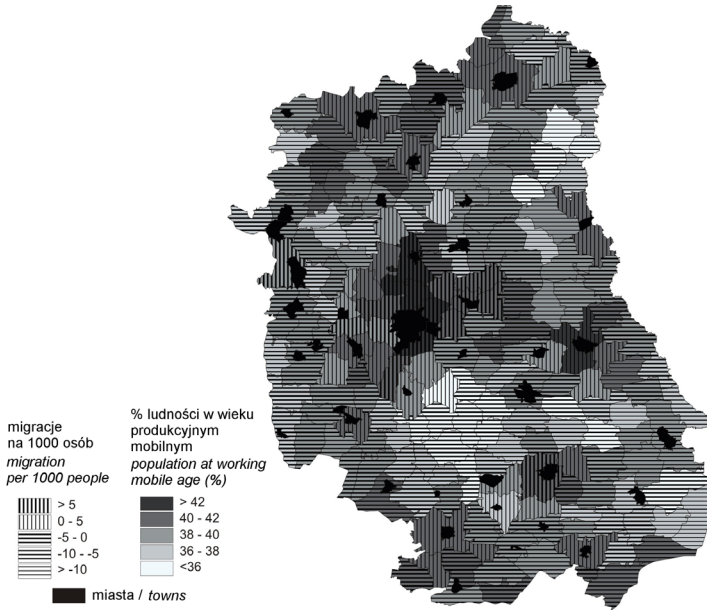 migracje
na 1000 osób
migration
per 1000 people
> 5
0 - 5
-5 - 0
-10 - -5
> -10
% ludności w wieku
produkcyjnym
mobilnym
population at working
mobile age (%)
> 42
40 - 42
38 - 40
36 - 38
<36
miasta / towns